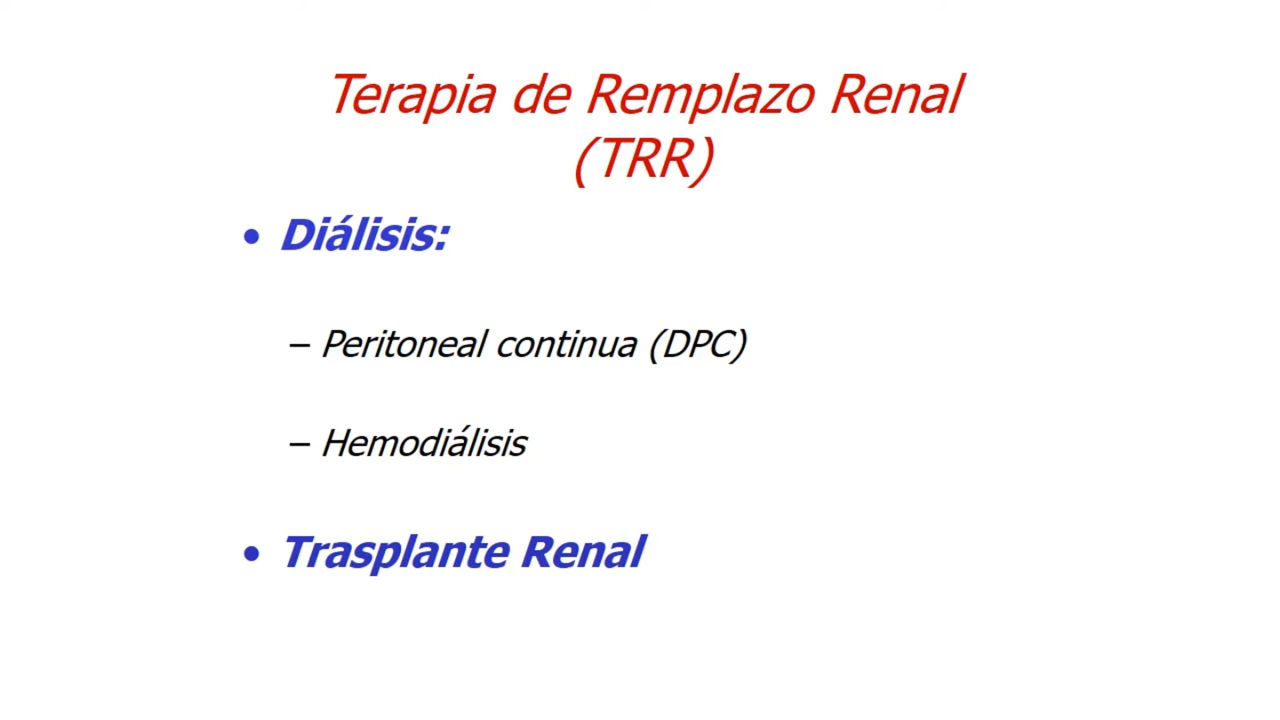 Terapia de Remplazo Renal
(TRR)
• Diálisis:
– Peritoneal continua (DPC)
– Hemodiálisis
• Trasplante Renal